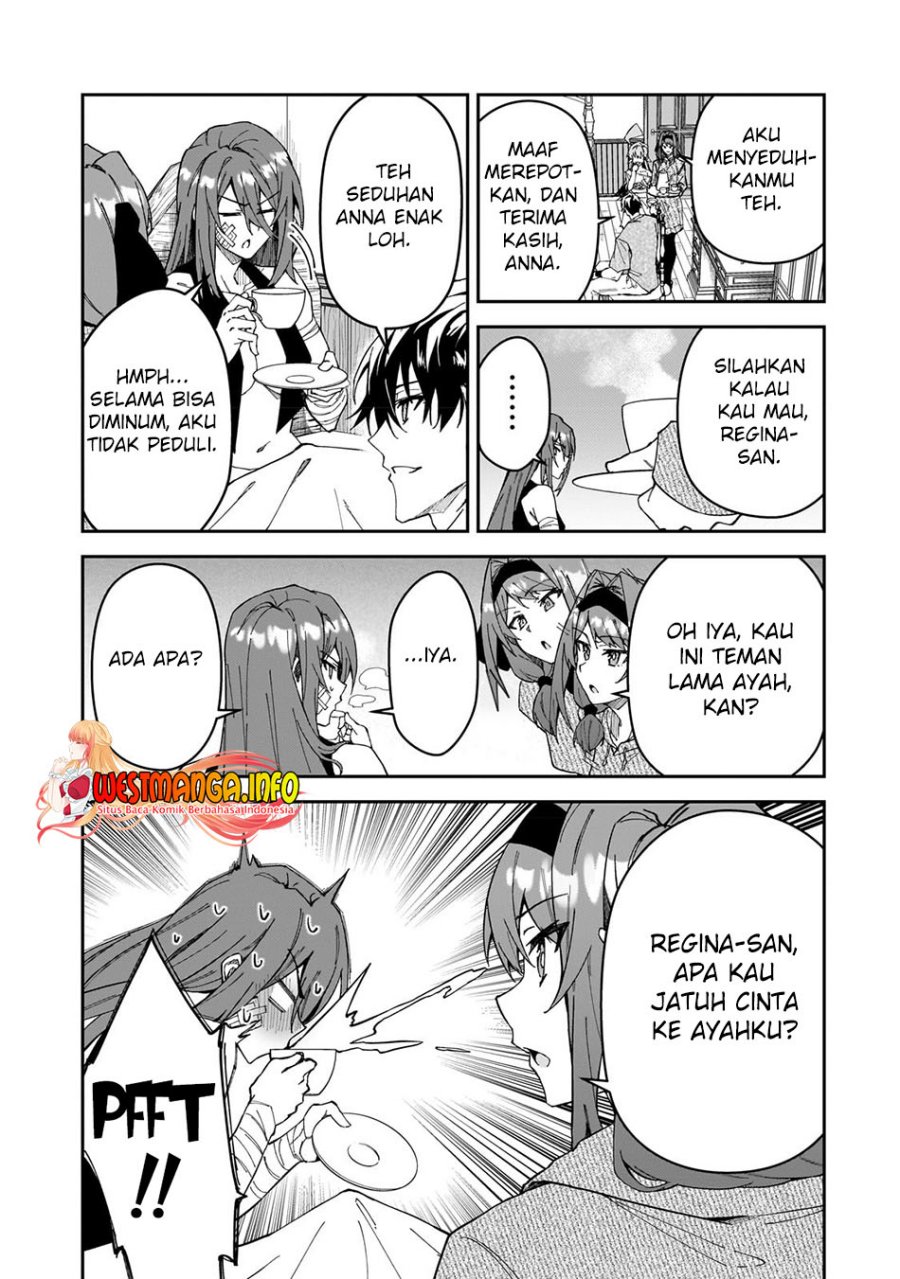 AKU
MENYEDUH-
KANMU
TEH.
MAAF
MEREPOT-
KAN, DAN
TERIMA
KASIH,
ANNA.
SILAHKAN
KALAU
KAU MAU,
REGINA-
SAN.
......
TEH
SEDUHAN
ANNA ENAK
LOH.
HMPH...
SELAMA BISA
DIMINUM, AKU
TIDAK PEDULI.
OH IYA, KAU
INI TEMAN
LAMA AYAH,
KAN?
...IYA.
ADA APA?
WESTMANGA.INFO
Situs Baca Komik Berbahasa Indonesia
REGINA-SAN,
APA KAU
JATUH CINTA
KE AYAHKU?
PFFT
!!